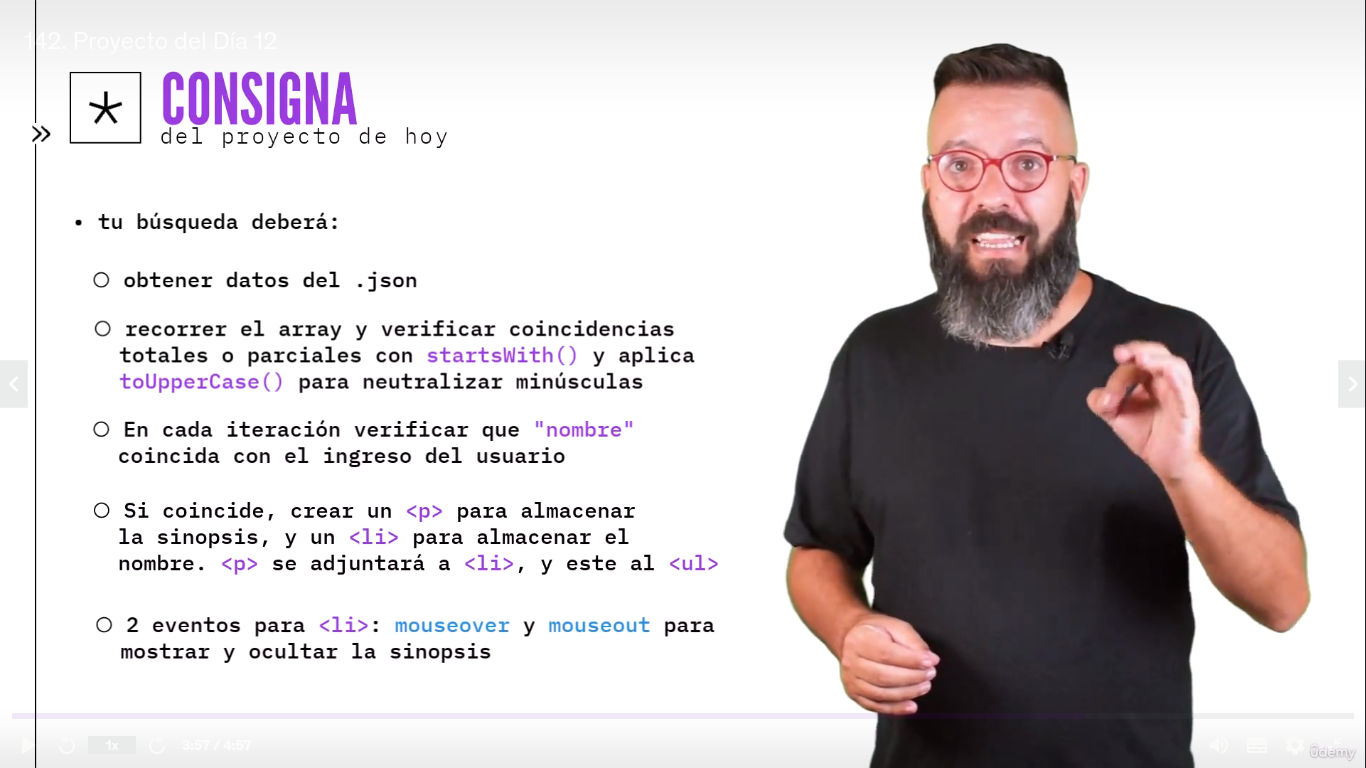 142. Proyecto del Día 12
CONSIGNA
del proyecto de hoy
• tu búsqueda deberá:
○ obtener datos del .json
○ recorrer el array y verificar coincidencias
totales o parciales con startsWith() y aplica
toUpperCase() para neutralizar minúsculas
○ En cada iteración verificar que "nombre"
coincida con el ingreso del usuario
○ Si coincide, crear un <p> para almacenar
la sinopsis, y un <li> para almacenar el
nombre. <p> se adjuntará a <li>, y este al <ul>
○ 2 eventos para <li>: mouseover y mouseout para
mostrar y ocultar la sinopsis
1x
3:57 / 4:57
ûdemy